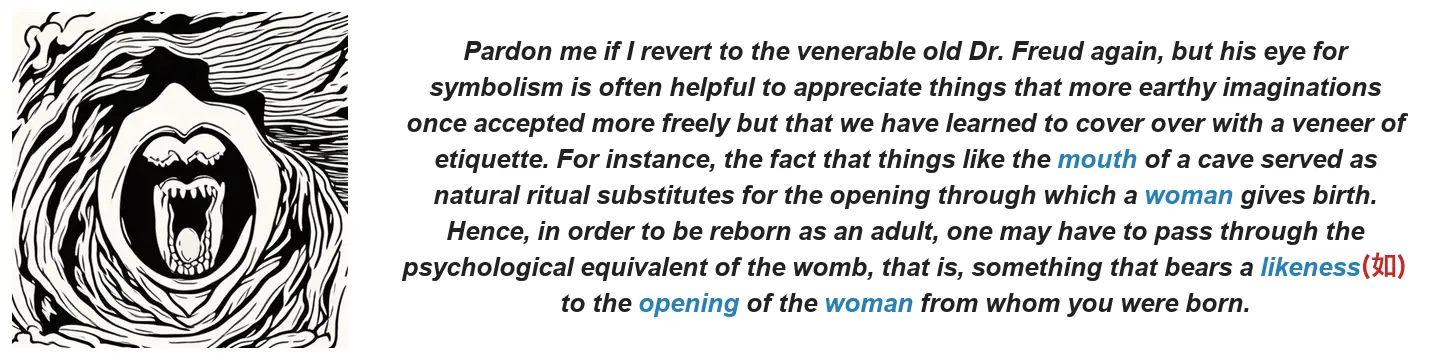 Pardon me if I revert to the venerable old Dr. Freud again, but his eye for
symbolism is often helpful to appreciate things that more earthy imaginations
once accepted more freely but that we have learned to cover over with a veneer of
etiquette. For instance, the fact that things like the mouth of a cave served as
natural ritual substitutes for the opening through which a woman gives birth.
Hence, in order to be reborn as an adult, one may have to pass through the
psychological equivalent of the womb, that is, something that bears a likeness(如)
to the opening of the woman from whom you were born.